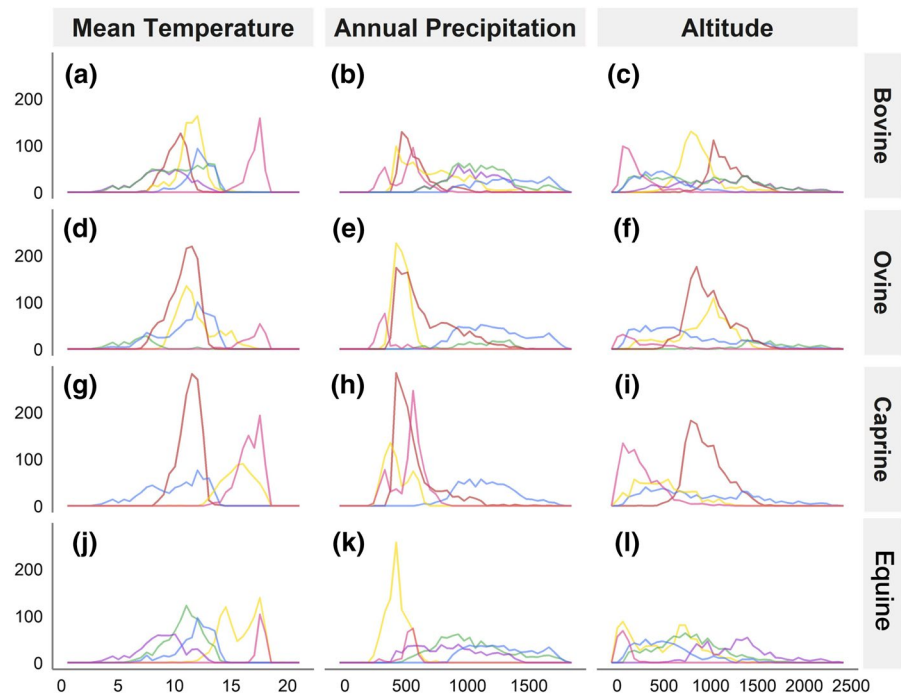 Mean Temperature Annual Precipitation Altitude
(a) (b) (c)
200
100
0
Bovine
(d) (e) (f)
200
100
0
Ovine
(g) (h) (i)
200
100
0
Caprine
(j) (k) (l)
200
100
0
Equine
0 5 10 15 20 0 500 1000 1500 0 500 1000 1500 2000 2500